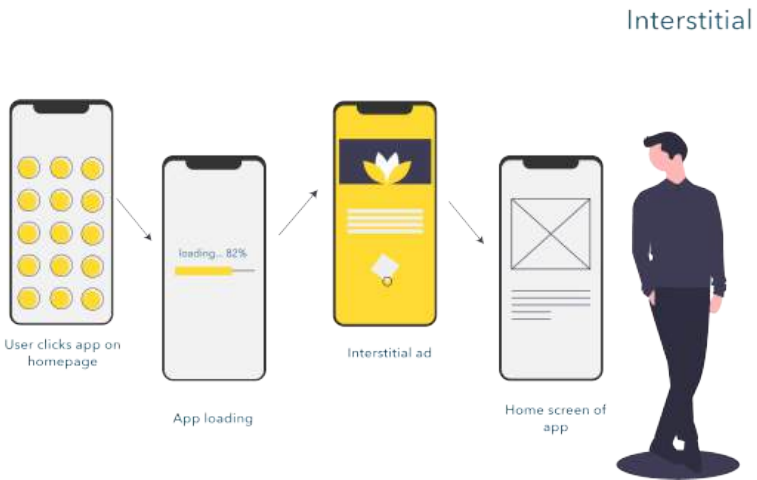 Interstitial
User clicks app on
homepage
loading... 82%
App loading
Interstitial ad
Home screen of
app